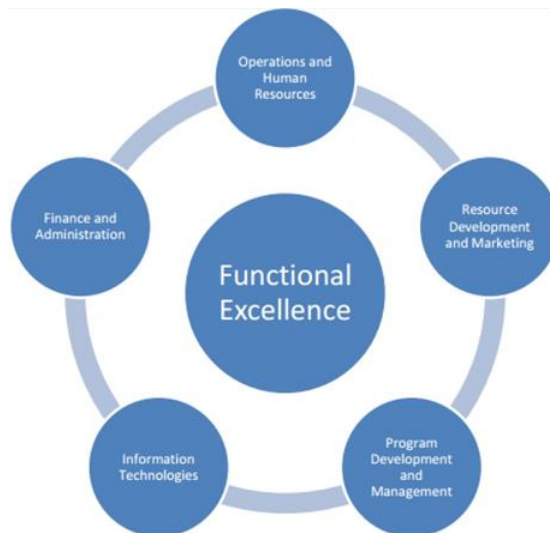 Operations and
Human
Resources
Resource
Development
and Marketing
Program
Development
and
Management
Information
Technologies
Finance and
Administration
Functional
Excellence